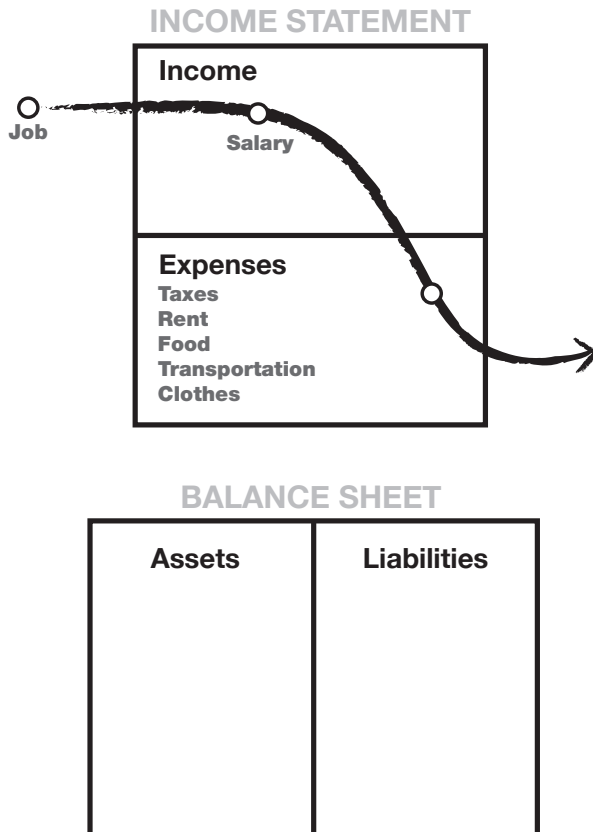 INCOME STATEMENT
Income
Job
Salary
Expenses
Taxes
Rent
Food
Transportation
Clothes
BALANCE SHEET
Assets
Liabilities